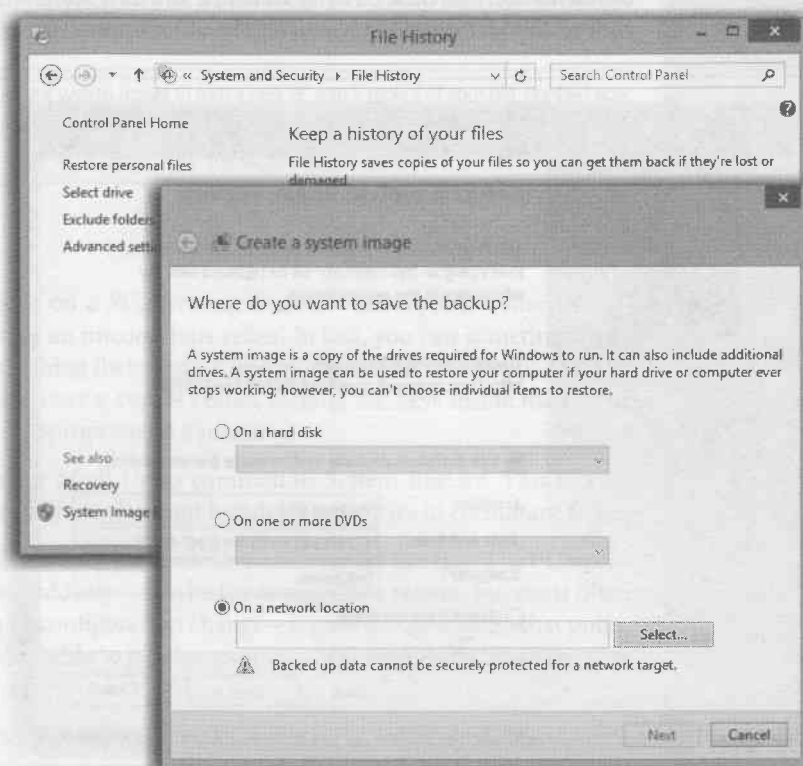 File History
« System and Security ▸ File History
Search Control Panel
Control Panel Home
Restore personal files
Select drive
Exclude folders
Advanced
See also
Recovery
System Image
Keep a history of your files
File History saves copies of your files so you can get them back if they're lost or
damaged.
Create a system image
Where do you want to save the backup?
A system image is a copy of the drives required for Windows to run. It can also include additional
drives. A system image can be used to restore your computer if your hard drive or computer ever
stops working; however, you can't choose individual items to restore.
On a hard disk
On one or more DVDs
On a network location
Select...
Backed up data cannot be securely protected for a network target.
Next
Cancel